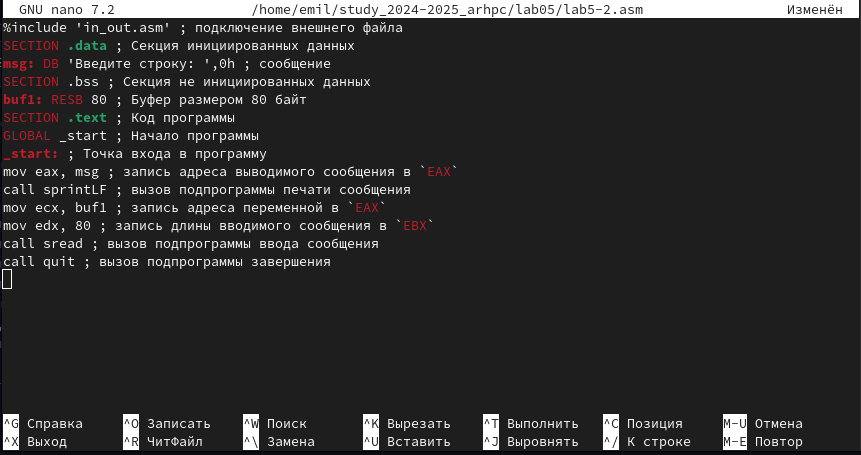 GNU nano 7.2 /home/emil/study_2024-2025_arhpc/lab05/lab5-2.asm Изменён
%include 'in_out.asm' ; подключение внешнего файла
SECTION .data ; Секция инициированных данных
msg: DB 'Введите строку: ',0h ; сообщение
SECTION .bss ; Секция не инициированных данных
buf1: RESB 80 ; Буфер размером 80 байт
SECTION .text ; Код программы
GLOBAL _start ; Начало программы
_start: ; Точка входа в программу
mov eax, msg ; запись адреса выводимого сообщения в `EAX`
call sprintLF ; вызов подпрограммы печати сообщения
mov ecx, buf1 ; запись адреса переменной в `EAX`
mov edx, 80 ; запись длины вводимого сообщения в `EBX`
call sread ; вызов подпрограммы ввода сообщения
call quit ; вызов подпрограммы завершения
^G Справка ^O Записать ^W Поиск ^K Вырезать ^T Выполнить ^C Позиция M-U Отмена
^X Выход ^R ЧитФайл ^\ Замена ^U Вставить ^J Выровнять ^/ К строке M-E Повтор